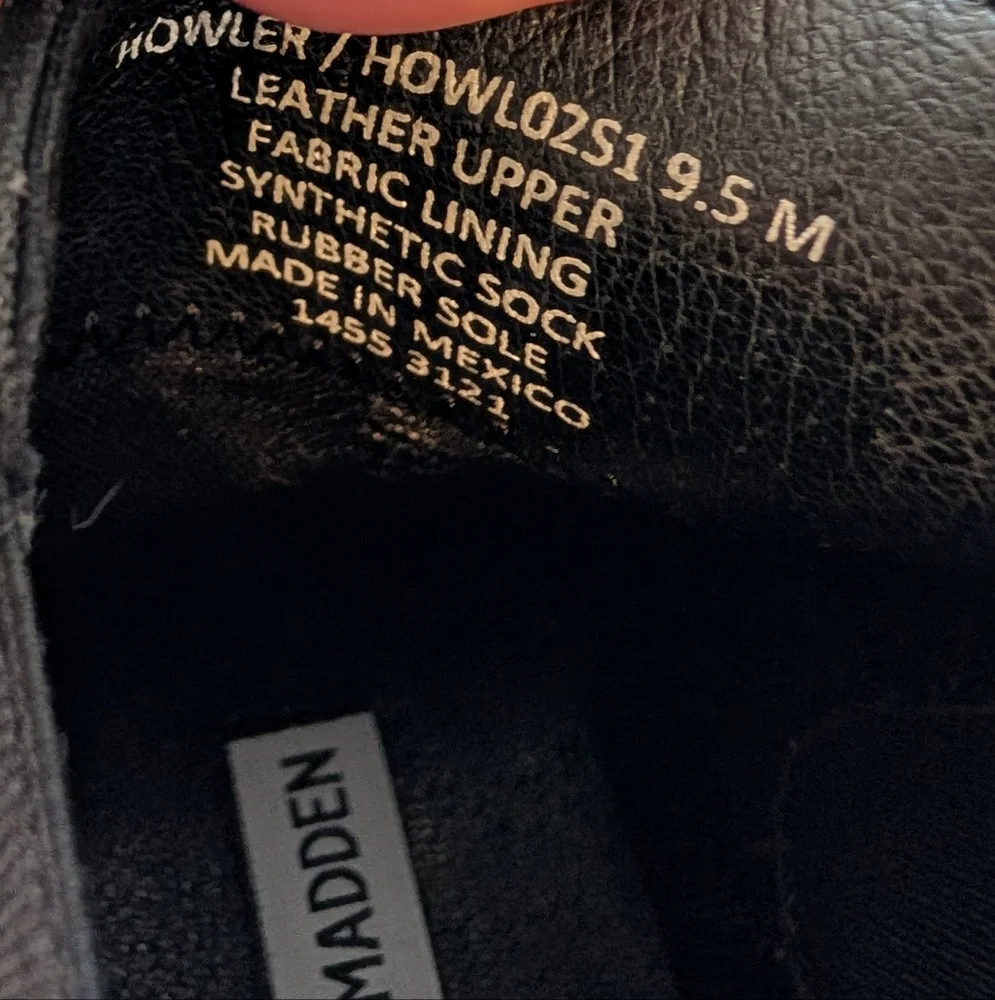 HOWLER / HOWL02S1 9.5 M
LEATHER UPPER
FABRIC LINING
SYNTHETIC SOCK
RUBBER SOLE
MADE IN MEXICO
1455 3121
MADDEN